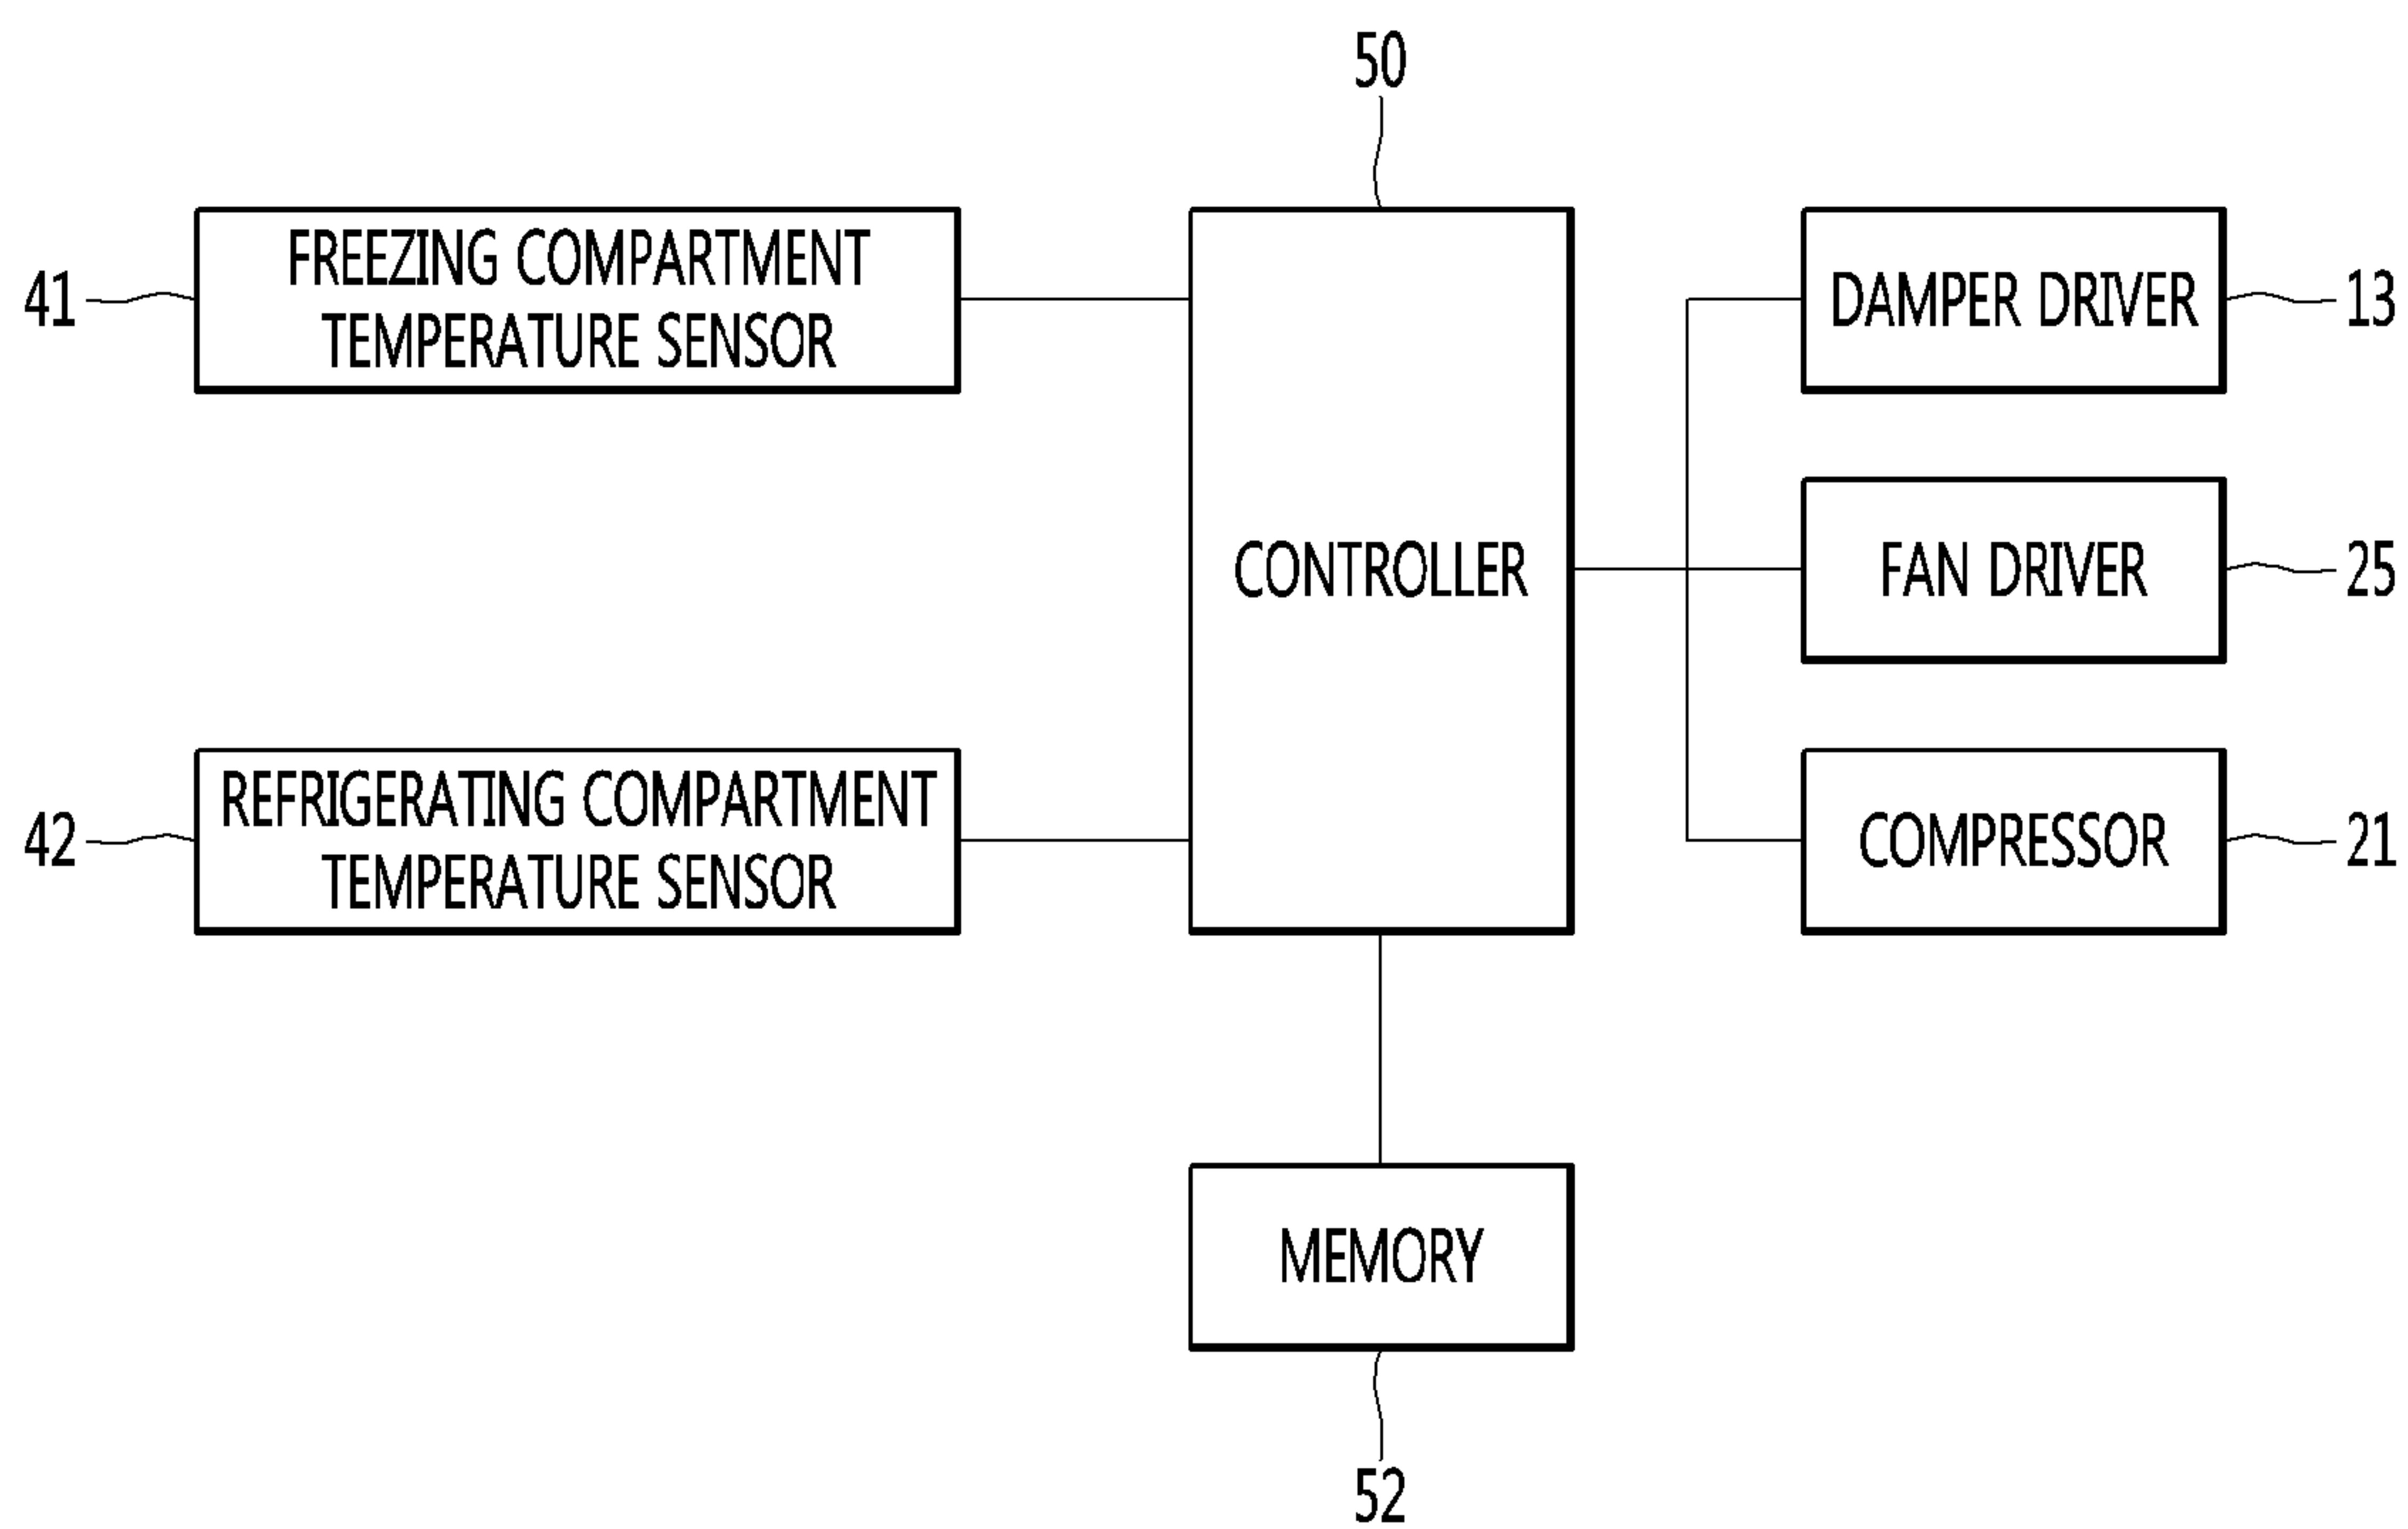 50
FREEZING COMPARTMENT
TEMPERATURE SENSOR
41
DAMPER DRIVER
13
CONTROLLER
FAN DRIVER
25
REFRIGERATING COMPARTMENT
TEMPERATURE SENSOR
42
COMPRESSOR
21
MEMORY
52